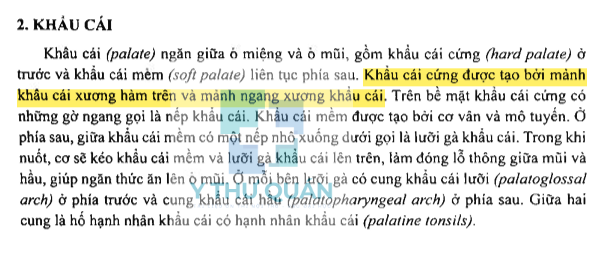 2. KHẨU CÁI
Khẩu cái (palate) ngăn giữa ổ miệng và ổ mũi, gồm khẩu cái cứng (hard palate) ở
trước và khẩu cái mềm (soft palate) liên tục phía sau. Khẩu cái cứng được tạo bởi mảnh
khẩu cái xương hàm trên và mảnh ngang xương khẩu cái. Trên bề mặt khẩu cái cứng có
những gờ ngang gọi là nếp khẩu cái. Khẩu cái mềm được tạo bởi cơ vân và mô tuyến. Ở
phía sau, giữa khẩu cái mềm có một nếp nhô xuống dưới gọi là lưỡi gà khẩu cái. Trong khi
nuốt, cơ sẽ kéo khẩu cái mềm và lưỡi gà khẩu cái lên trên, làm đóng lỗ thông giữa mũi và
hầu, giúp ngăn thức ăn lên ổ mũi. Ở mỗi bên lưỡi gà có cung khẩu cái lưỡi (palatoglossal
arch) ở phía trước và cung khẩu cái hầu (palatopharyngeal arch) ở phía sau. Giữa hai
cung là hố hạnh nhân khẩu cái có hạnh nhân khẩu cái (palatine tonsils).
Y THƯ QUÁN